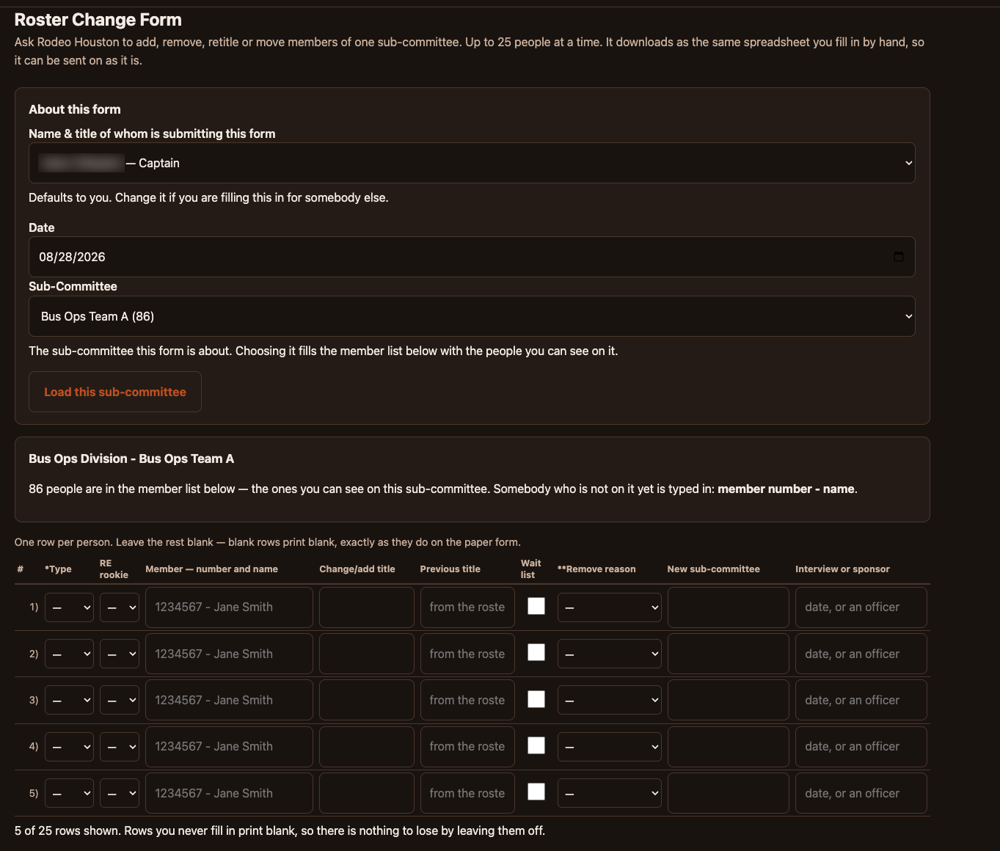 Roster Change Form
Ask Rodeo Houston to add, remove, retitle or move members of one sub-committee. Up to 25 people at a time. It downloads as the same spreadsheet you fill in by hand, so
it can be sent on as it is.
About this form
Name & title of whom is submitting this form
— Captain
Defaults to you. Change it if you are filling this in for somebody else.
Date
08/28/2026
Sub-Committee
Bus Ops Team A (86)
The sub-committee this form is about. Choosing it fills the member list below with the people you can see on it.
Load this sub-committee
Bus Ops Division - Bus Ops Team A
86 people are in the member list below — the ones you can see on this sub-committee. Somebody who is not on it yet is typed in: member number - name.
One row per person. Leave the rest blank — blank rows print blank, exactly as they do on the paper form.
# *Type RE rookie Member — number and name Change/add title Previous title Wait list **Remove reason New sub-committee Interview or sponsor
1) — — 1234567 - Jane Smith from the roste — date, or an officer
2) — — 1234567 - Jane Smith from the roste — date, or an officer
3) — — 1234567 - Jane Smith from the roste — date, or an officer
4) — — 1234567 - Jane Smith from the roste — date, or an officer
5) — — 1234567 - Jane Smith from the roste — date, or an officer
5 of 25 rows shown. Rows you never fill in print blank, so there is nothing to lose by leaving them off.